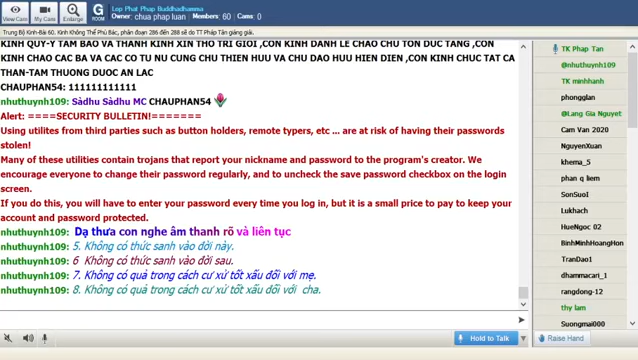 View Cam
My Cam
Enlarge
G
ROOM
Lep Phat Phap Buddhadhamma
Owner: chua phap luan
Members: 60
Cams: 0
Trung Bộ Kinh-Bài 60. Kinh Không Thể Phủ Bác, phân đoạn 286 đến 288 sẽ do TT Pháp Tân giảng giải.
KINH QUY-Y TAM BAO VA THANH KINH XIN THO TRI GIOI , CON KINH DANH LE CHAO CHU TON DUC TANG ,CON
KINH CHAO CAC BA VA CAC CO TU NU CUNG CHU THIEN HUU VA CHU DAO HUU HIEN DIEN ,CON KINH CHUC TAT CA
THAN-TAM THUONG DUOC AN LAC
CHAUPHAN54: 111111111111
nhuthuynh109: Sàdhu Sàdhu MC CHAUPHAN54
Alert: ====SECURITY BULLETIN!=======
Using utilites from third parties such as button holders, remote typers, etc ... are at risk of having their passwords
stolen!
Many of these utilities contain trojans that report your nickname and password to the program's creator. We
encourage everyone to change their password regularly, and to uncheck the save password checkbox on the login
screen.
If you do this, you will have to enter your password every time you log in, but it is a small price to pay to keep your
account and password protected.
nhuthuynh109: Dạ thưa con nghe âm thanh rõ và liên tục
nhuthuynh109: 5. Không có thức sanh vào đời này.
nhuthuynh109: 6 Không có thức sanh vào đời sau.
nhuthuynh109: 7. Không có quả trong cách cư xử tốt xấu đối với mẹ.
nhuthuynh109: 8. Không có quả trong cách cư xử tốt xấu đối với cha.
Hold to Talk
TK Phap Tan
@nhuthuynh109
TK minhhanh
phongglan
@Lang Gia Nguyet
Cam Van 2020
NguyenXuan
khema_5
phan q liem
SonSuoI
Lukhach
HueNgoc 02
BinhMinhHoangHon
TranDao1
dhammacari_1
rangdong-12
thy lam
Suongmai000
Raise Hand